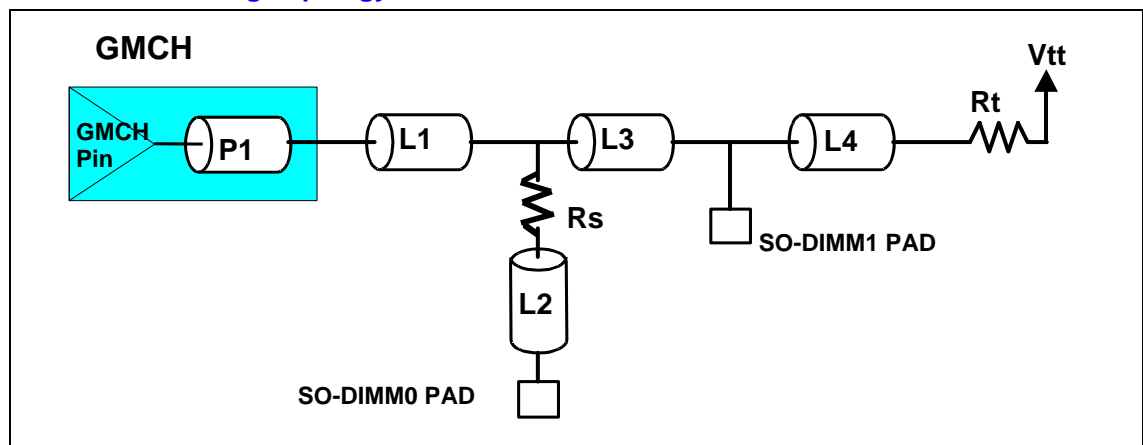 GMCH
GMCH
Pin
P1
L1
L3
L4
Rt
Vtt
Rs
L2
SO-DIMM1 PAD
SO-DIMM0 PAD